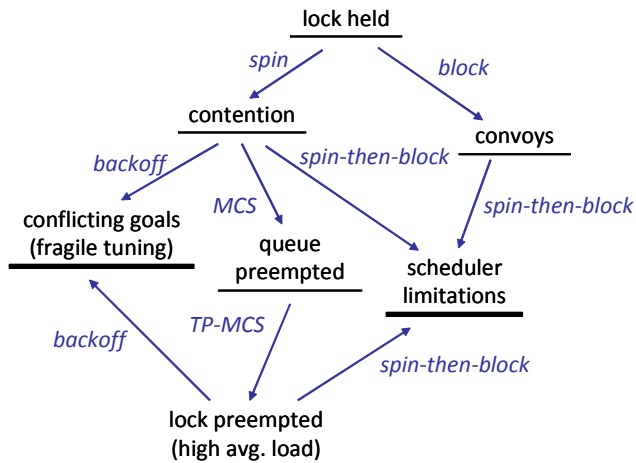 lock held
spin
block
contention
convoys
backoff
spin-then-block
MCS
spin-then-block
conflicting goals
(fragile tuning)
queue
preempted
scheduler
limitations
TP-MCS
backoff
spin-then-block
lock preempted
(high avg. load)